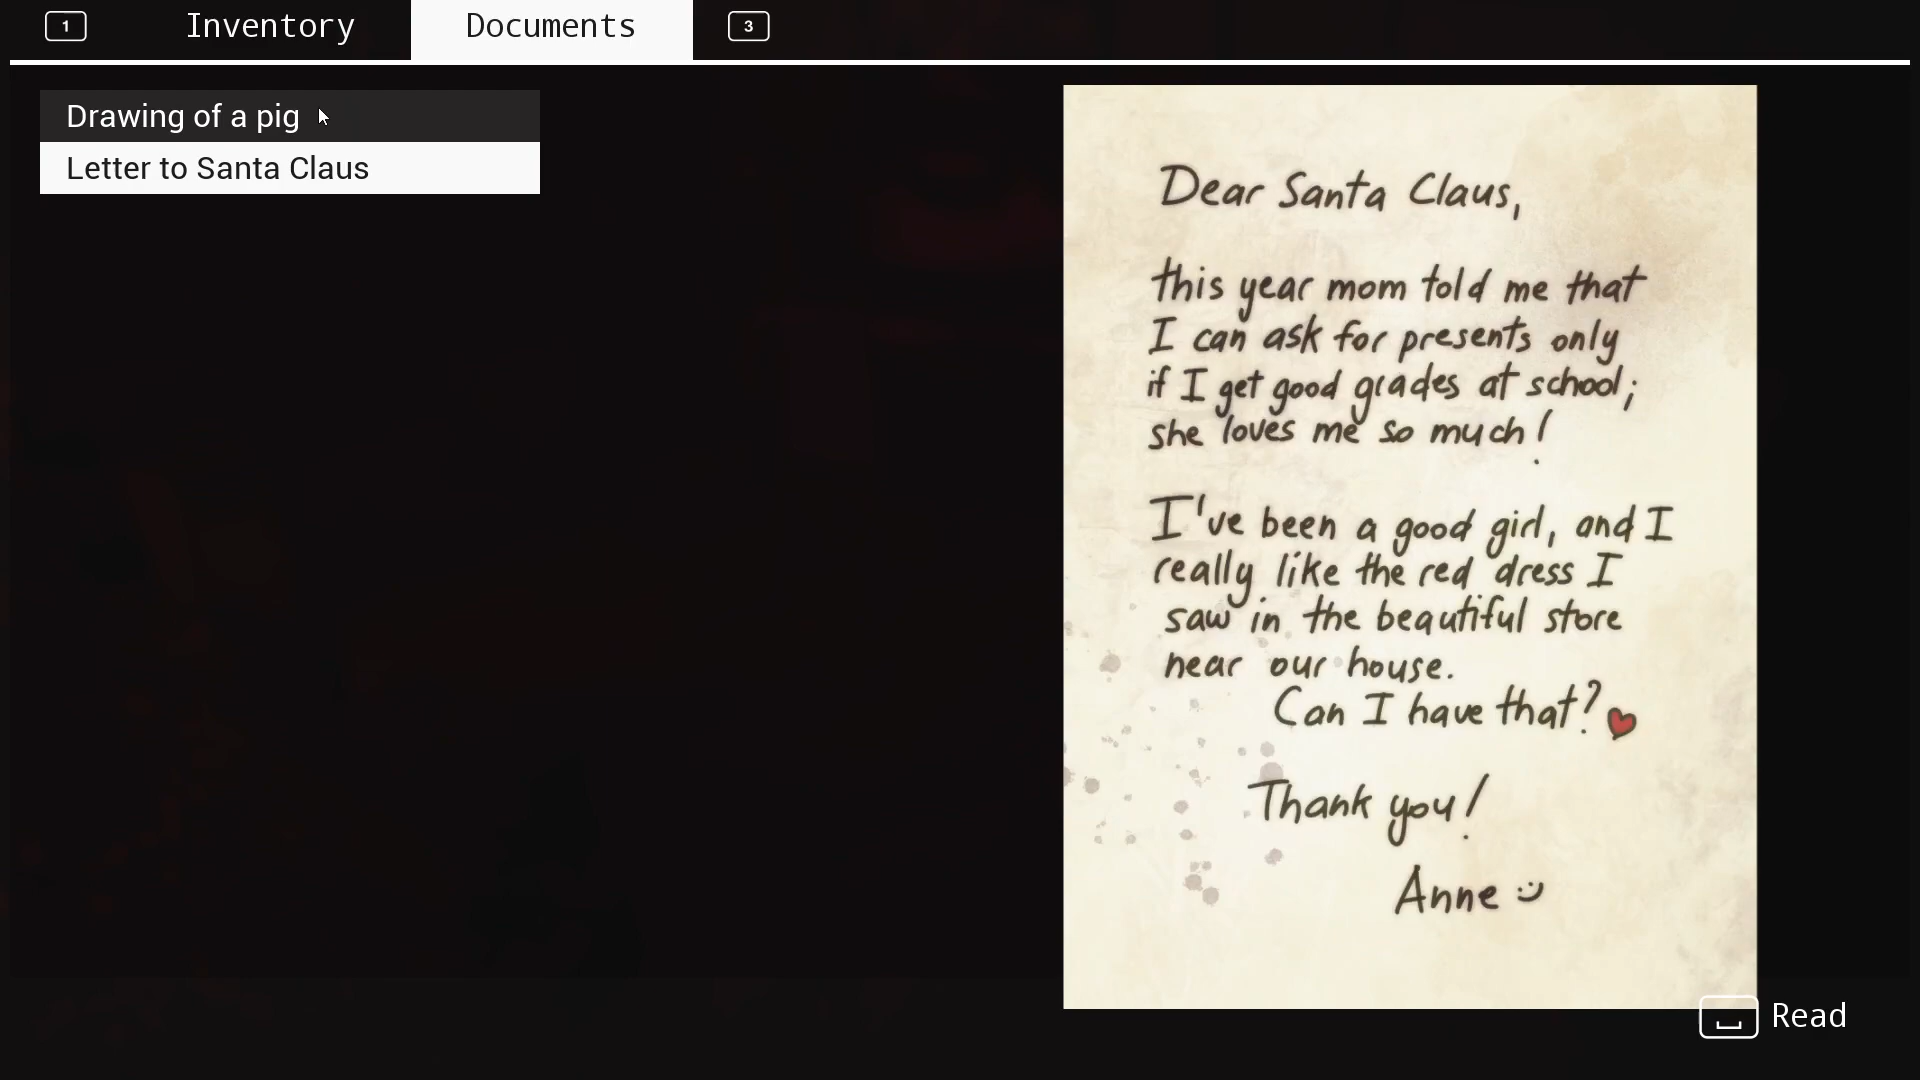 1 Inventory Documents 3
Drawing of a pig
Letter to Santa Claus
Dear Santa Claus,
this year mom told me that
I can ask for presents only
if I get good grades at school;
she loves me so much!
I've been a good girl, and I
really like the red dress I
saw in the beautiful store
near our house.
Can I have that?
Thank you!
Anne
Read